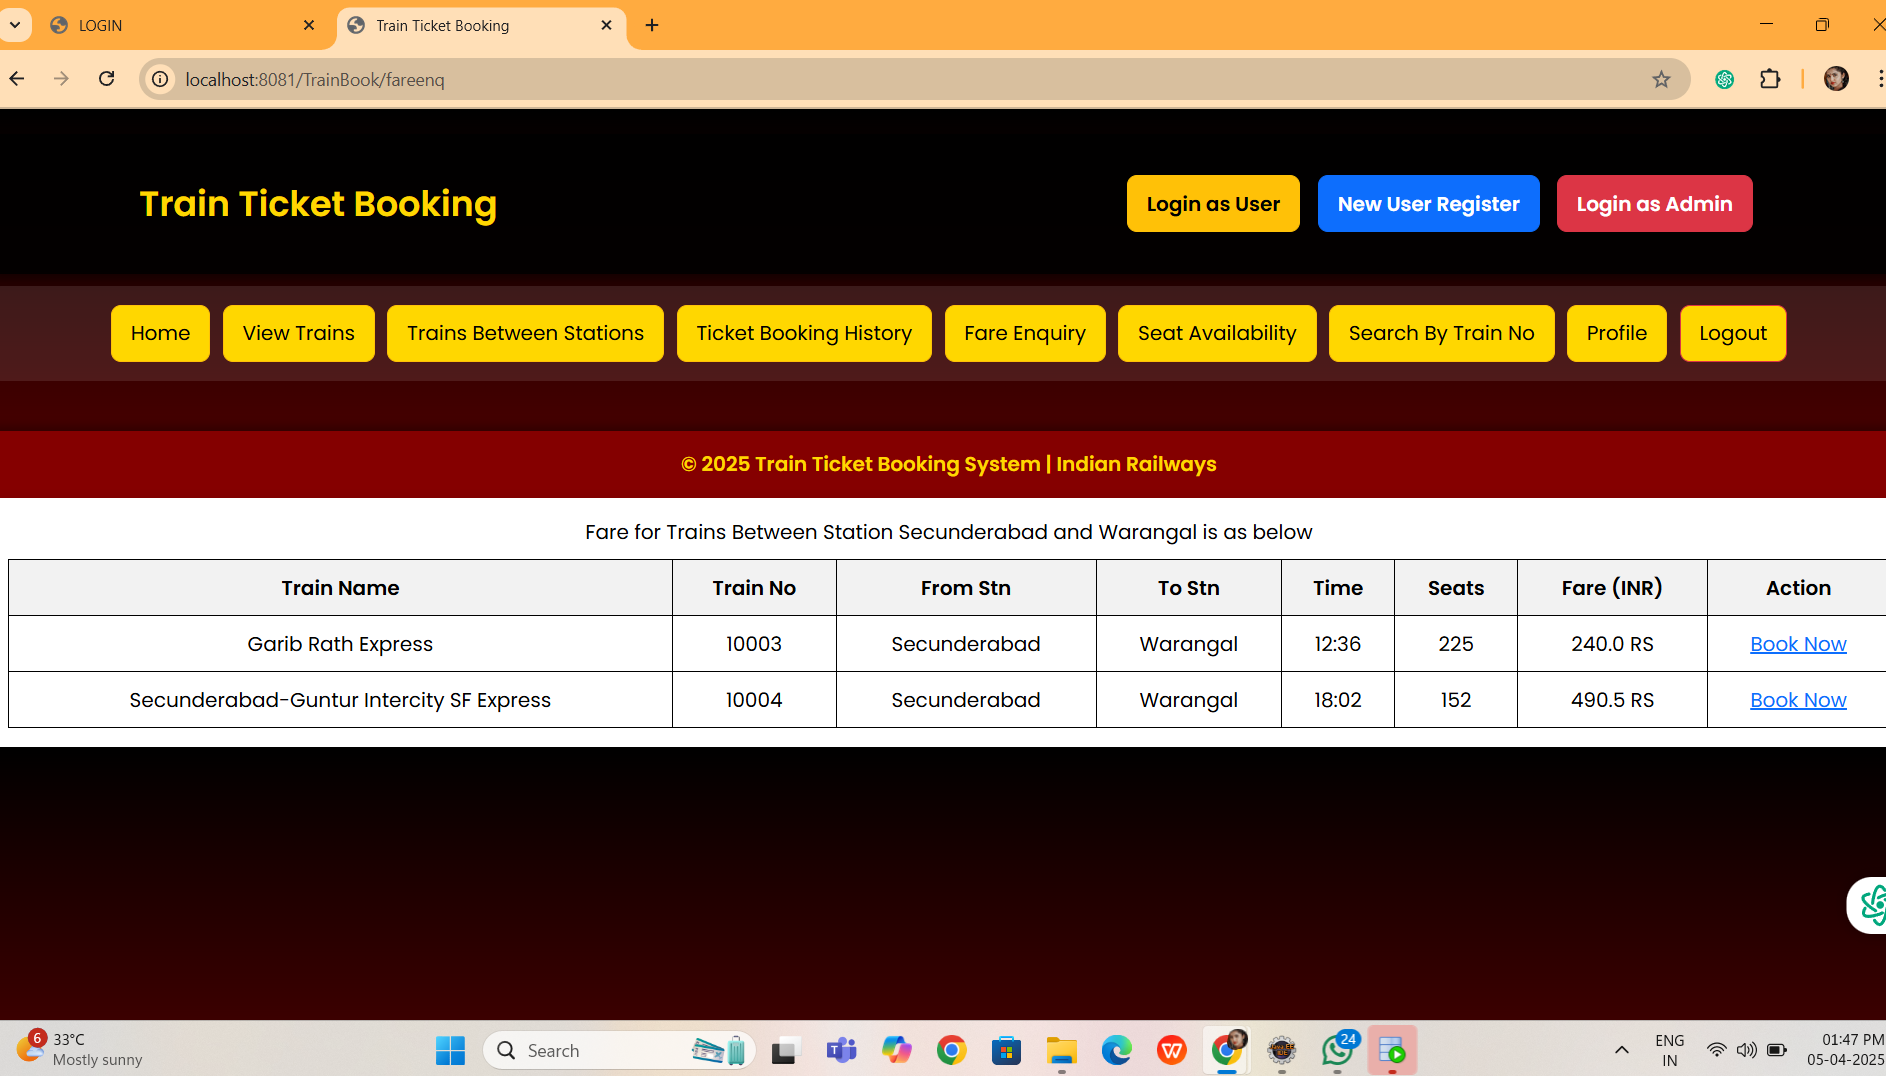 LOGIN
Train Ticket Booking
localhost:8081/TrainBook/fareenq
Train Ticket Booking
Login as User
New User Register
Login as Admin
Home
View Trains
Trains Between Stations
Ticket Booking History
Fare Enquiry
Seat Availability
Search By Train No
Profile
Logout
© 2025 Train Ticket Booking System | Indian Railways
Fare for Trains Between Station Secunderabad and Warangal is as below
Train Name Train No From Stn To Stn Time Seats Fare (INR) Action
Garib Rath Express 10003 Secunderabad Warangal 12:36 225 240.0 RS Book Now
Secunderabad-Guntur Intercity SF Express 10004 Secunderabad Warangal 18:02 152 490.5 RS Book Now
6
33°C
Mostly sunny
Search
24
ENG
IN
01:47 PM
05-04-2025